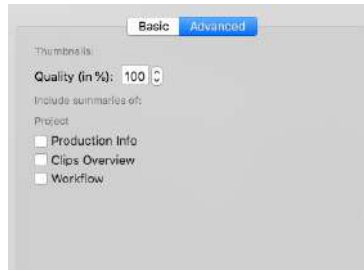 Basic Advanced
Thumbnails:
Quality (in %): 100
Include summaries of:
Project
Production Info
Clips Overview
Workflow